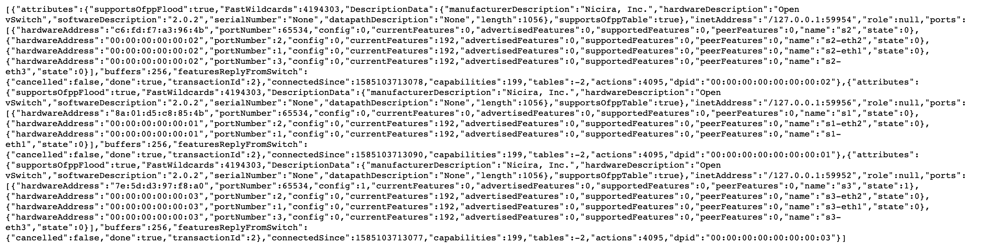 [{"attributes":{"supportsOfppFlood":true,"FastWildcards":4194303,"DescriptionData":{"manufacturerDescription":"Nicira, Inc.","hardwareDescription":"Open
vSwitch","softwareDescription":"2.0.2","serialNumber":"None","datapathDescription":"None","length":1056},"supportsOfppTable":true},"inetAddress":"/127.0.0.1:59954","role":null,"ports":
[{"hardwareAddress":"c6:fd:f7:a3:96:4b","portNumber":65534,"config":0,"currentFeatures":0,"advertisedFeatures":0,"supportedFeatures":0,"peerFeatures":0,"name":"s2","state":0},
{"hardwareAddress":"00:00:00:00:00:02","portNumber":2,"config":0,"currentFeatures":192,"advertisedFeatures":0,"supportedFeatures":0,"peerFeatures":0,"name":"s2-eth2","state":0},
{"hardwareAddress":"00:00:00:00:00:02","portNumber":1,"config":0,"currentFeatures":192,"advertisedFeatures":0,"supportedFeatures":0,"peerFeatures":0,"name":"s2-eth1","state":0},
{"hardwareAddress":"00:00:00:00:00:02","portNumber":3,"config":0,"currentFeatures":192,"advertisedFeatures":0,"supportedFeatures":0,"peerFeatures":0,"name":"s2-
eth3","state":0}],"buffers":256,"featuresReplyFromSwitch":
{"cancelled":false,"done":true,"transactionId":2},"connectedSince":1585103713078,"capabilities":199,"tables":-2,"actions":4095,"dpid":"00:00:00:00:00:00:00:02"},{"attributes":
{"supportsOfppFlood":true,"FastWildcards":4194303,"DescriptionData":{"manufacturerDescription":"Nicira, Inc.","hardwareDescription":"Open
vSwitch","softwareDescription":"2.0.2","serialNumber":"None","datapathDescription":"None","length":1056},"supportsOfppTable":true},"inetAddress":"/127.0.0.1:59956","role":null,"ports":
[{"hardwareAddress":"8a:01:d5:c8:85:4b","portNumber":65534,"config":0,"currentFeatures":0,"advertisedFeatures":0,"supportedFeatures":0,"peerFeatures":0,"name":"s1","state":0},
{"hardwareAddress":"00:00:00:00:00:01","portNumber":2,"config":0,"currentFeatures":192,"advertisedFeatures":0,"supportedFeatures":0,"peerFeatures":0,"name":"s1-eth2","state":0},
{"hardwareAddress":"00:00:00:00:00:01","portNumber":1,"config":0,"currentFeatures":192,"advertisedFeatures":0,"supportedFeatures":0,"peerFeatures":0,"name":"s1-
eth1","state":0}],"buffers":256,"featuresReplyFromSwitch":
{"cancelled":false,"done":true,"transactionId":2},"connectedSince":1585103713090,"capabilities":199,"tables":-2,"actions":4095,"dpid":"00:00:00:00:00:00:00:01"},{"attributes":
{"supportsOfppFlood":true,"FastWildcards":4194303,"DescriptionData":{"manufacturerDescription":"Nicira, Inc.","hardwareDescription":"Open
vSwitch","softwareDescription":"2.0.2","serialNumber":"None","datapathDescription":"None","length":1056},"supportsOfppTable":true},"inetAddress":"/127.0.0.1:59952","role":null,"ports":
[{"hardwareAddress":"7e:5d:d3:97:f8:a0","portNumber":65534,"config":1,"currentFeatures":0,"advertisedFeatures":0,"supportedFeatures":0,"peerFeatures":0,"name":"s3","state":1},
{"hardwareAddress":"00:00:00:00:00:03","portNumber":2,"config":0,"currentFeatures":192,"advertisedFeatures":0,"supportedFeatures":0,"peerFeatures":0,"name":"s3-eth2","state":0},
{"hardwareAddress":"00:00:00:00:00:03","portNumber":1,"config":0,"currentFeatures":192,"advertisedFeatures":0,"supportedFeatures":0,"peerFeatures":0,"name":"s3-eth1","state":0},
{"hardwareAddress":"00:00:00:00:00:03","portNumber":3,"config":0,"currentFeatures":192,"advertisedFeatures":0,"supportedFeatures":0,"peerFeatures":0,"name":"s3-
eth3","state":0}],"buffers":256,"featuresReplyFromSwitch":
{"cancelled":false,"done":true,"transactionId":2},"connectedSince":1585103713077,"capabilities":199,"tables":-2,"actions":4095,"dpid":"00:00:00:00:00:00:00:03"}]